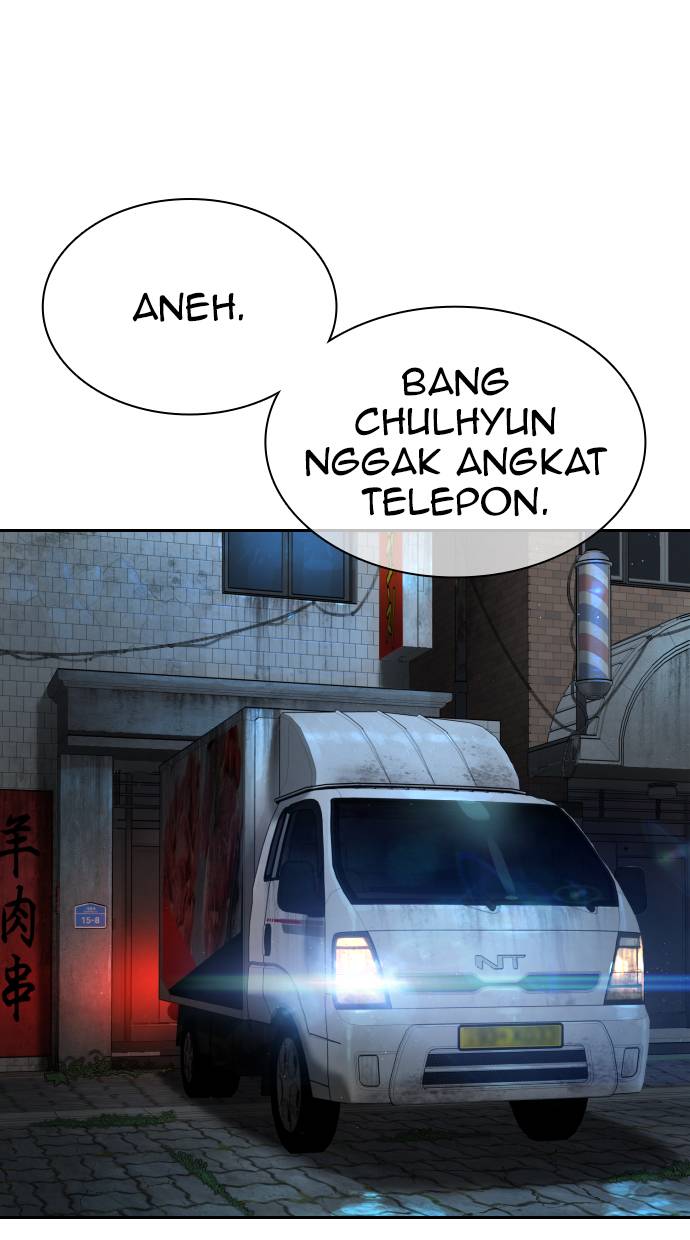 ANEH.
BANG
CHULHYUN
NGGAK ANGKAT
TELEPON.
羊肉串
15-8
NT